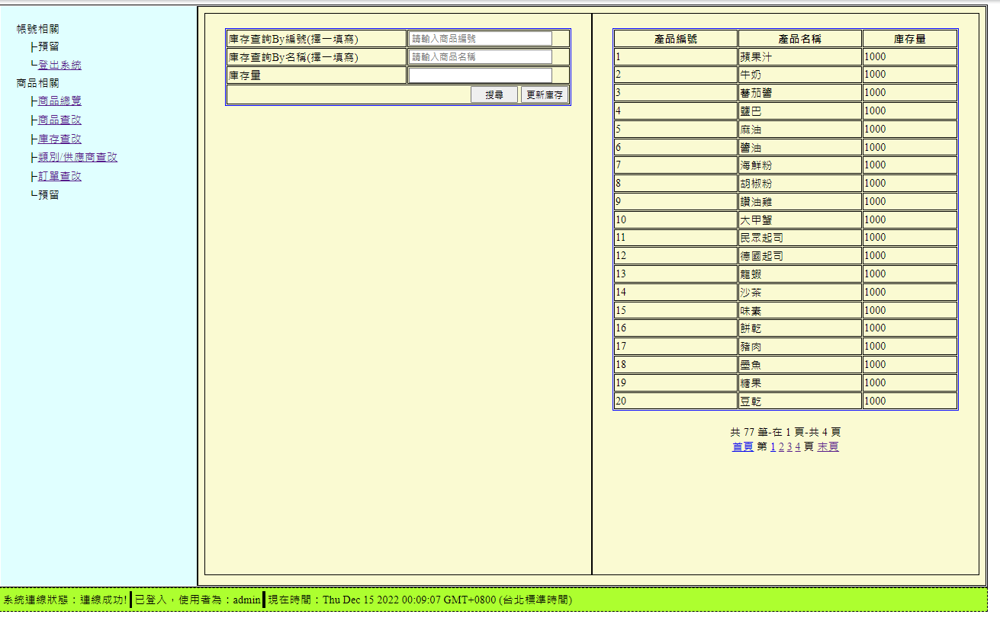 帳號相關
├預留
└登出系統
商品相關
├商品總覽
├商品查改
├庫存查改
├類別/供應商查改
├訂單查改
└預留
庫存查詢By編號(擇一填寫) 請輸入商品編號
庫存查詢By名稱(擇一填寫) 請輸入商品名稱
庫存量
搜尋 更新庫存
產品編號 產品名稱 庫存量
1 蘋果汁 1000
2 牛奶 1000
3 蕃茄醬 1000
4 鹽巴 1000
5 麻油 1000
6 醬油 1000
7 海鮮粉 1000
8 胡椒粉 1000
9 讚油雞 1000
10 大甲蟹 1000
11 民眾起司 1000
12 德國起司 1000
13 龍蝦 1000
14 沙茶 1000
15 味素 1000
16 餅乾 1000
17 豬肉 1000
18 墨魚 1000
19 糖果 1000
20 豆乾 1000
共 77 筆-在 1 頁-共 4 頁
首頁 第 1 2 3 4 頁 末頁
系統連線狀態：連線成功! 已登入，使用者為：admin 現在時間：Thu Dec 15 2022 00:09:07 GMT+0800 (台北標準時間)